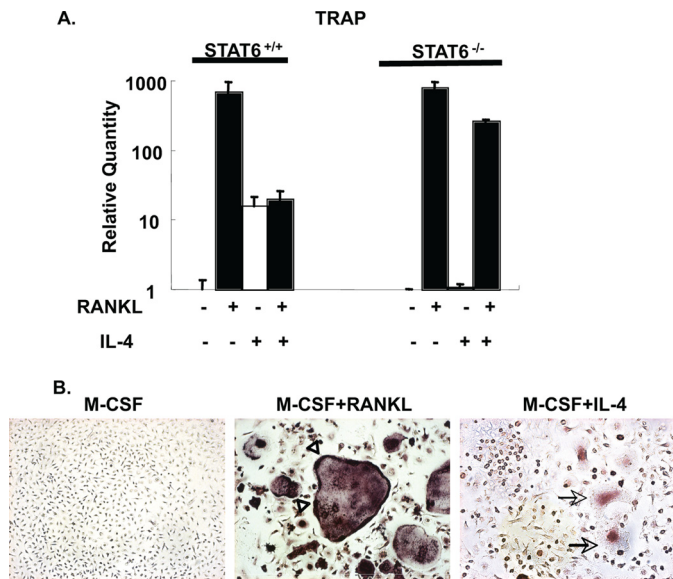 A. TRAP
STAT6 +/+ STAT6 -/-
Relative Quantity
1000
100
10
1
RANKL - + - + - + - +
IL-4 - - + + - - + +
B.
M-CSF M-CSF+RANKL M-CSF+IL-4